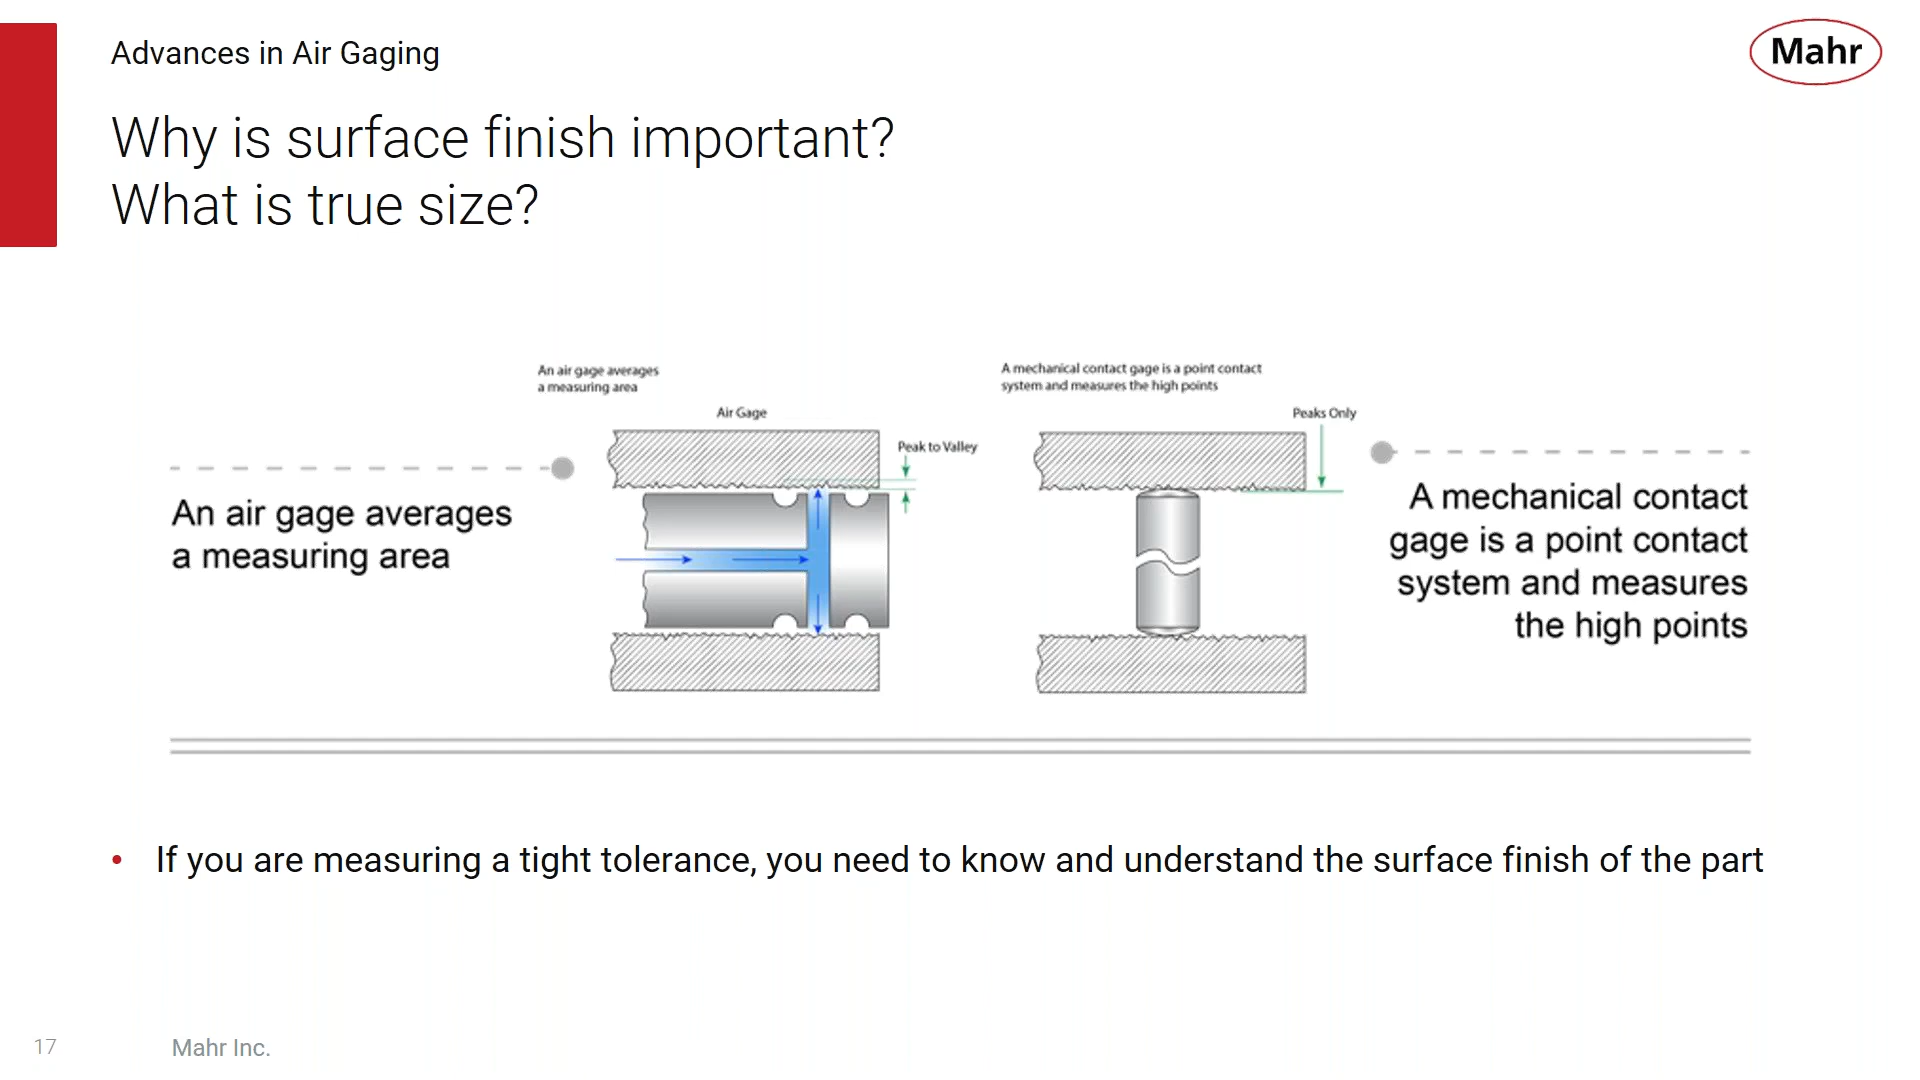 Advances in Air Gaging
Mahr
Why is surface finish important?
What is true size?
An air gage averages
a measuring area
Air Gage
Peak to Valley
A mechanical contact gage is a point contact
system and measures the high points
Peaks Only
An air gage averages
a measuring area
A mechanical contact
gage is a point contact
system and measures
the high points
• If you are measuring a tight tolerance, you need to know and understand the surface finish of the part
17
Mahr Inc.